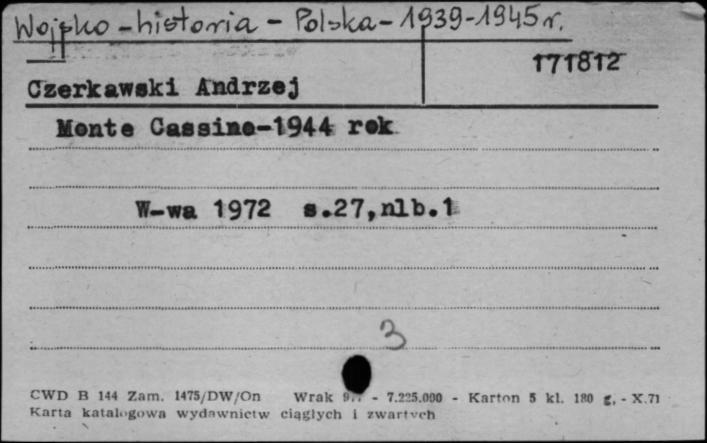 Wojsko - historia - Polska - 1939-1945 r.
171812
Czerkawski Andrzej
Monte Cassino-1944 rok
W-wa 1972 s.27,nlb.1
3
CWD B 144 Zam. 1475/DW/On Wrak - 7.225.000 - Karton 5 kl. 180 g. - X.71
Karta katalogowa wydawnictw ciągłych i zwartych